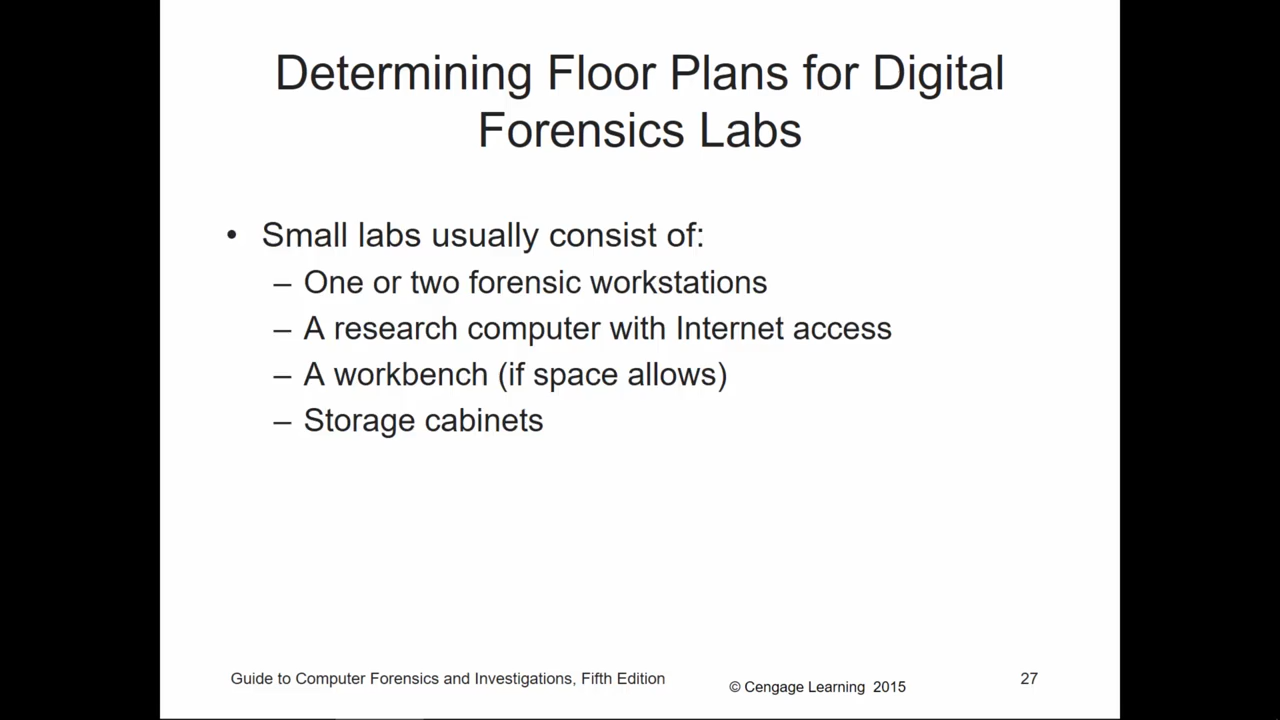 Determining Floor Plans for Digital
Forensics Labs
• Small labs usually consist of:
– One or two forensic workstations
– A research computer with Internet access
– A workbench (if space allows)
– Storage cabinets
Guide to Computer Forensics and Investigations, Fifth Edition
© Cengage Learning 2015
27